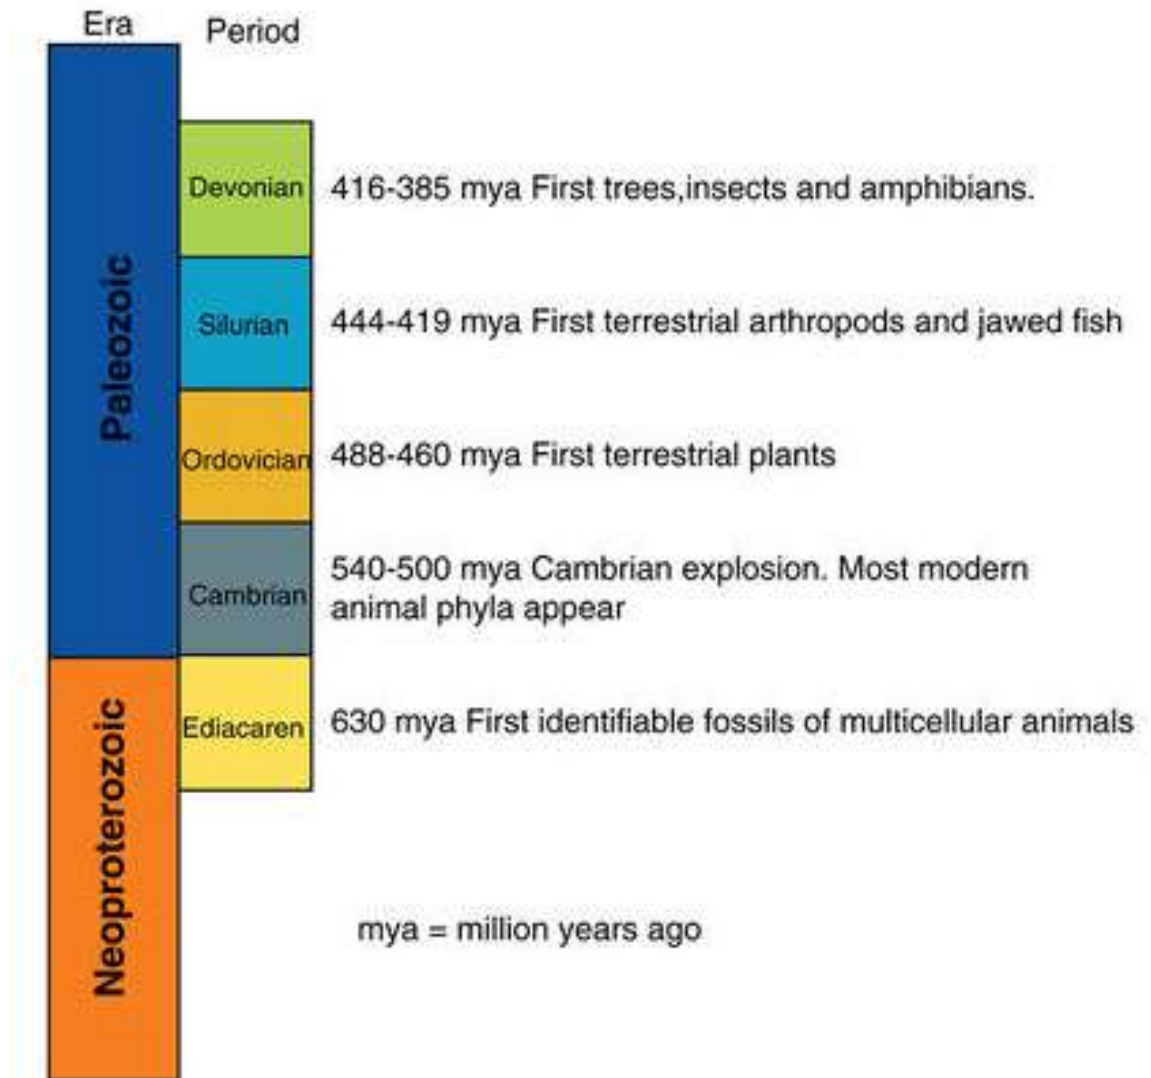 Era
Period
Paleozoic
Devonian
416-385 mya First trees,insects and amphibians.
Silurian
444-419 mya First terrestrial arthropods and jawed fish
Ordovician
488-460 mya First terrestrial plants
Cambrian
540-500 mya Cambrian explosion. Most modern
animal phyla appear
Neoproterozoic
Ediacaren
630 mya First identifiable fossils of multicellular animals
mya = million years ago